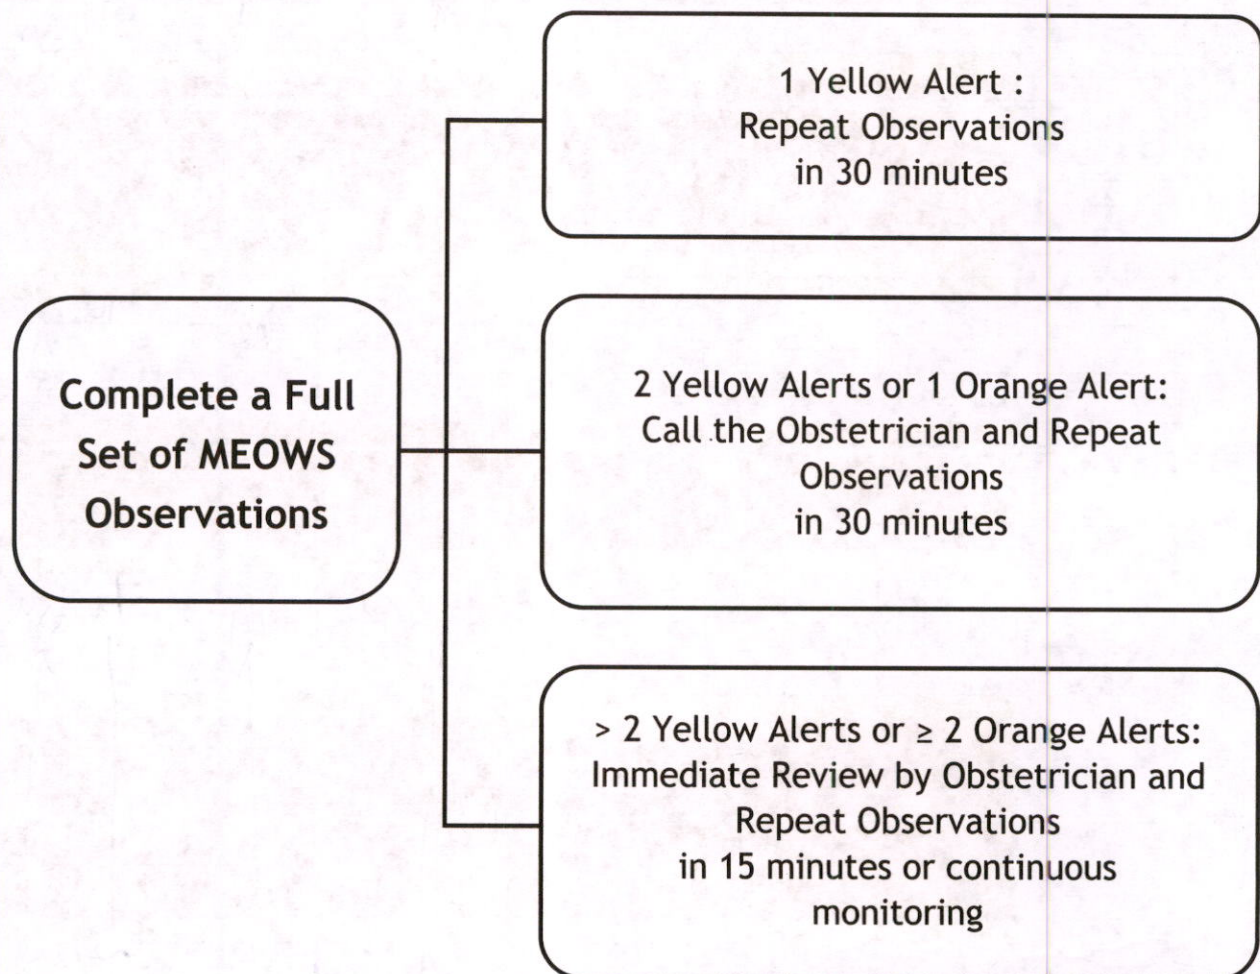 Complete a Full
Set of MEOWS
Observations
1 Yellow Alert :
Repeat Observations
in 30 minutes
2 Yellow Alerts or 1 Orange Alert:
Call the Obstetrician and Repeat
Observations
in 30 minutes
> 2 Yellow Alerts or ≥ 2 Orange Alerts:
Immediate Review by Obstetrician and
Repeat Observations
in 15 minutes or continuous
monitoring